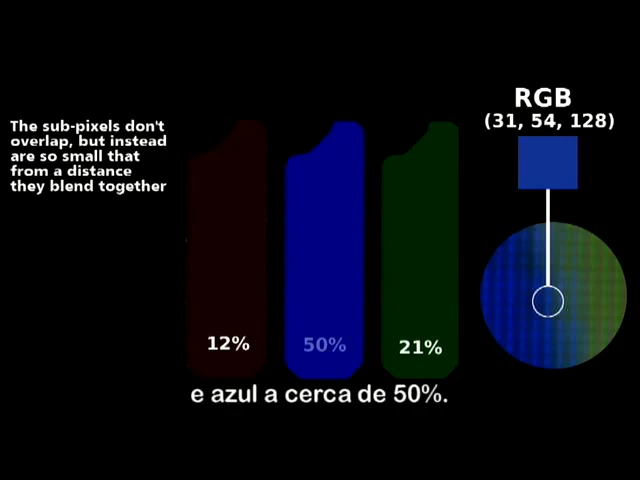 The sub-pixels don't
overlap, but instead
are so small that
from a distance
they blend together
RGB
(31, 54, 128)
12%
50%
21%
e azul a cerca de 50%.